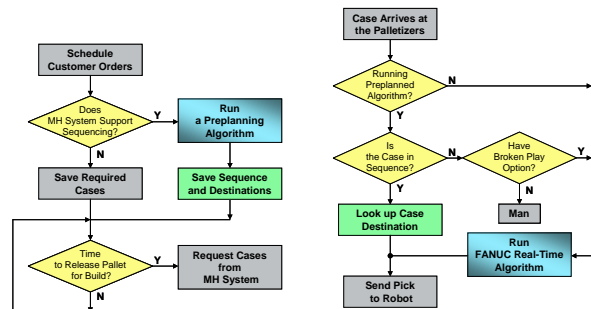 Schedule
Customer Orders
Does
MH System Support
Sequencing?
Y
N
Run
a Preplanning
Algorithm
Save Required
Cases
Save Sequence
and Destinations
Time
to Release Pallet
for Build?
Y
N
Request Cases
from
MH System
Case Arrives at
the Palletizers
Running
Preplanned
Algorithm?
N
Y
Is
the Case in
Sequence?
N
Y
Have
Broken Play
Option?
Y
N
Look up Case
Destination
Man
Run
FANUC Real-Time
Algorithm
Send Pick
to Robot